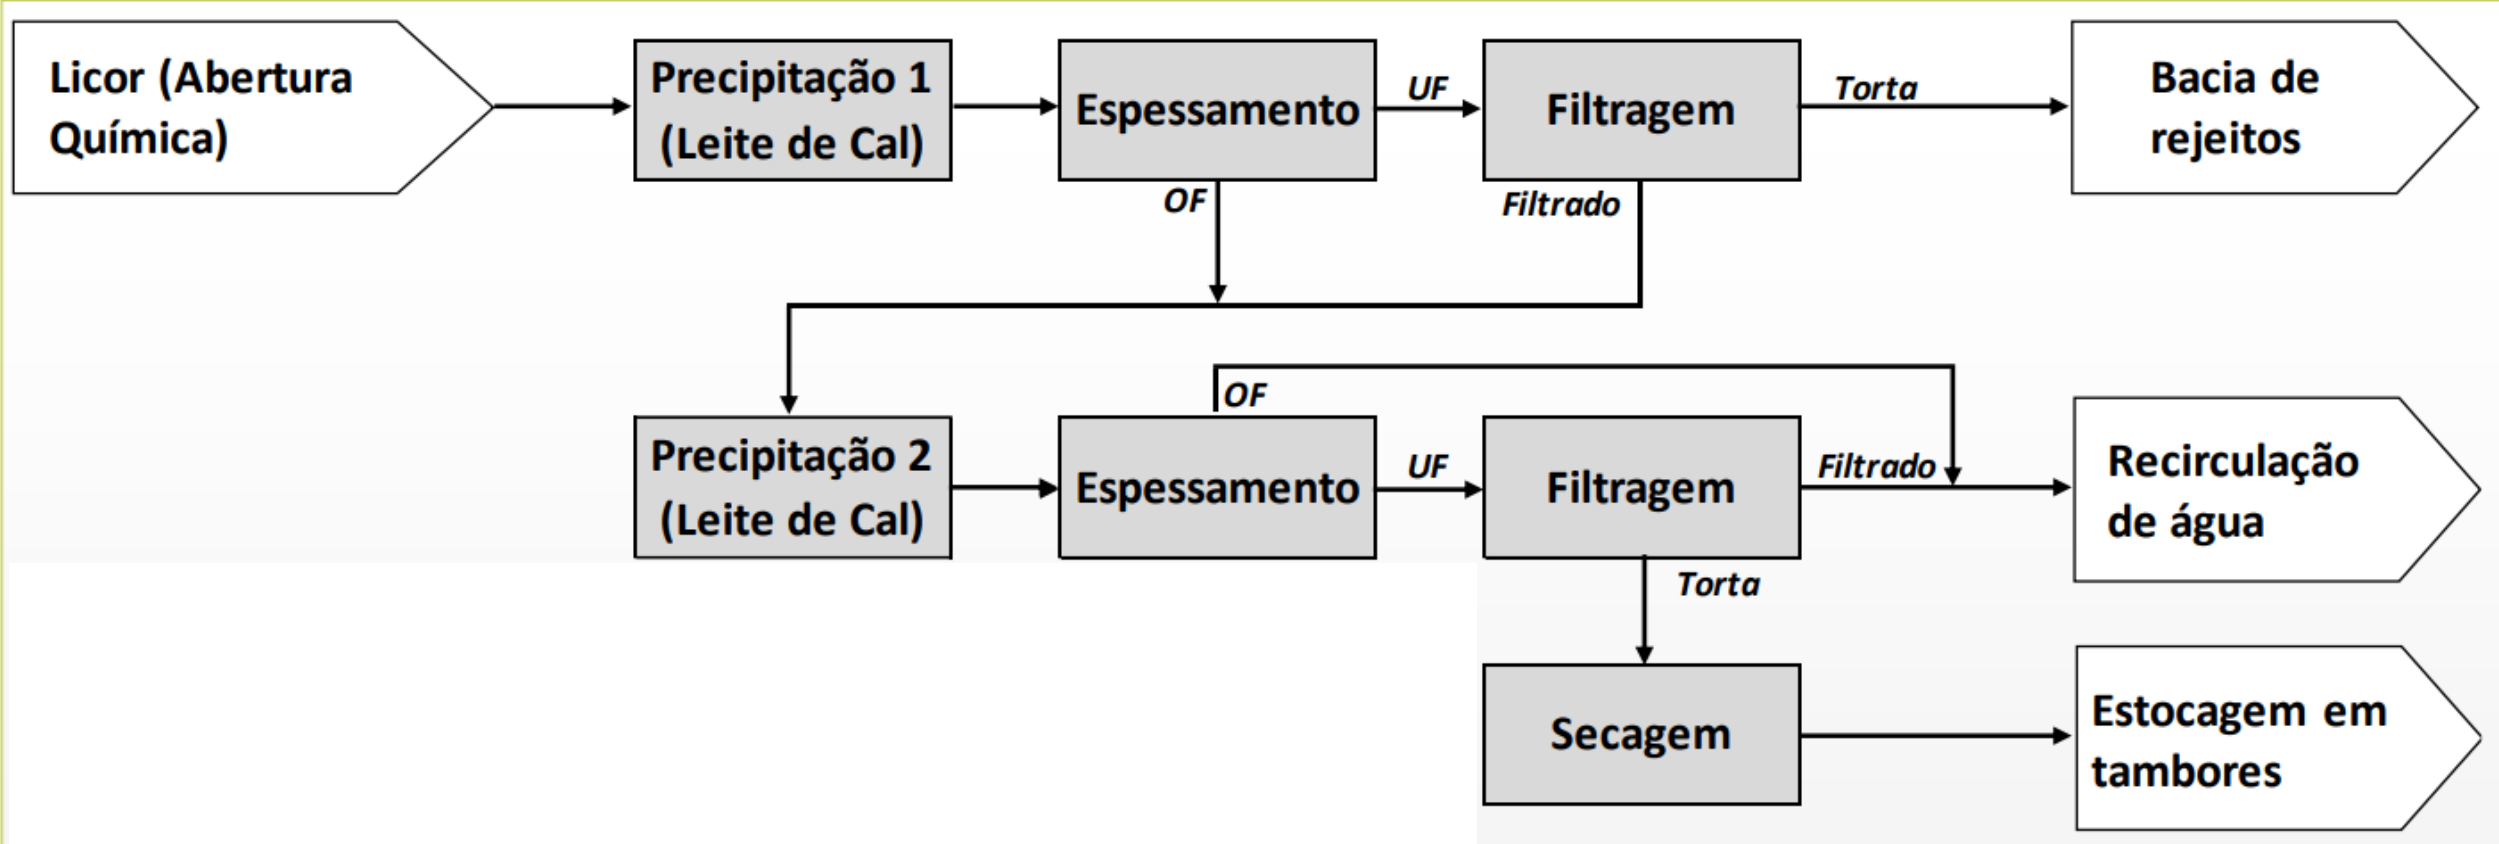 Licor (Abertura
Química)
Precipitação 1
(Leite de Cal)
Espessamento
UF
Filtragem
Torta
Bacia de
rejeitos
OF
Filtrado
OF
Precipitação 2
(Leite de Cal)
Espessamento
UF
Filtragem
Filtrado
Recirculação
de água
Torta
Secagem
Estocagem em
tambores